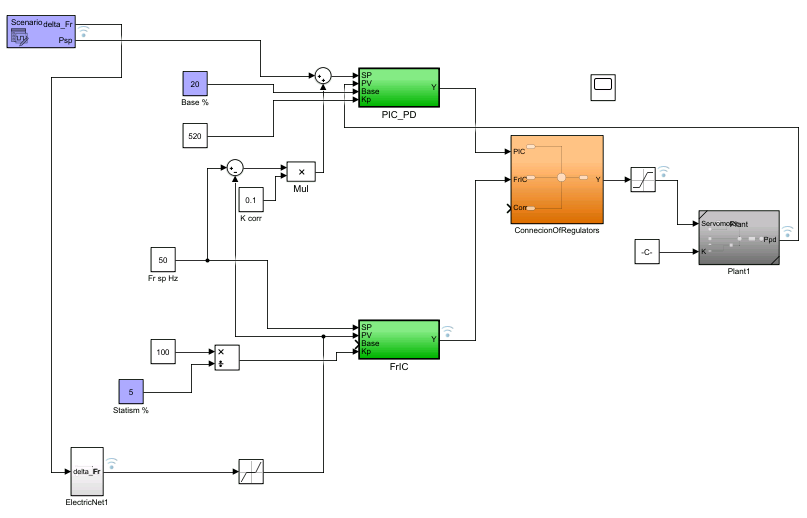 Scenario delta_Fr
Psp
20
Base %
520
SP
PV
Base
Kp
Y
PIC_PD
+
+
+
-
×
Mul
0.1
K corr
50
Fr sp Hz
PIC
FrIC
Corr
Y
ConnecionOfRegulators
Servomotor
Plant
Ppd
K
Plant1
-C-
SP
PV
Base
Kp
Y
FrIC
100
×
÷
5
Statism %
delta_Fr
Fr
ElectricNet1